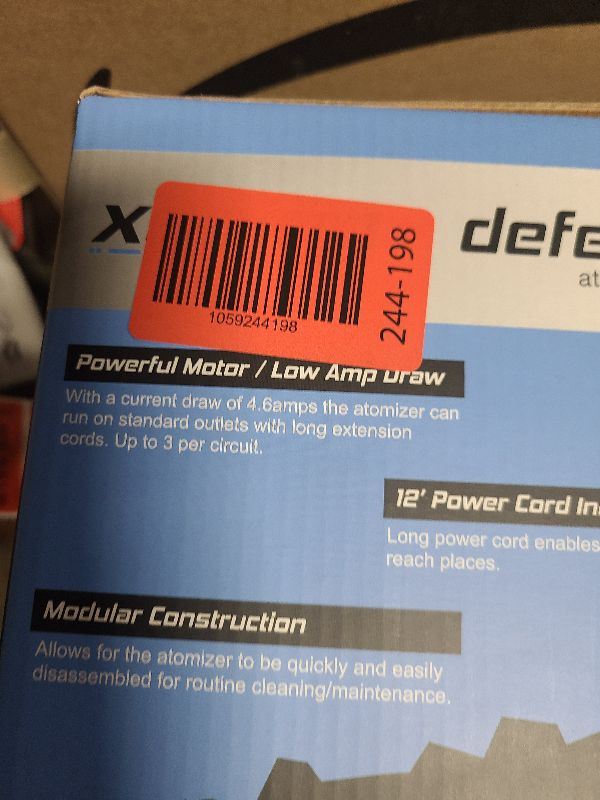 defe
at
1059244198
244-198
Powerful Motor / Low Amp Draw
With a current draw of 4.6amps the atomizer can
run on standard outlets with long extension
cords. Up to 3 per circuit.
12' Power Cord In
Long power cord enables
reach places.
Modular Construction
Allows for the atomizer to be quickly and easily
disassembled for routine cleaning/maintenance.